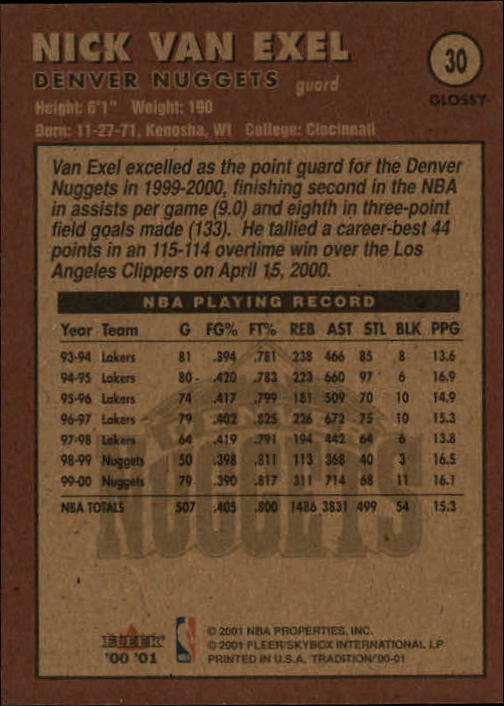 NICK VAN EXEL
30
DENVER NUGGETS guard
GLOSSY
Height: 6'1" Weight: 190
Born: 11-27-71, Kenosha, WI College: Cincinnati
Van Exel excelled as the point guard for the Denver
Nuggets in 1999-2000, finishing second in the NBA
in assists per game (9.0) and eighth in three-point
field goals made (133). He tallied a career-best 44
points in an 115-114 overtime win over the Los
Angeles Clippers on April 15, 2000.
NBA PLAYING RECORD
Year Team G FG% FT% REB AST STL BLK PPG
93-94 Lakers 81 .394 .781 238 466 85 8 13.6
94-95 Lakers 80 .420 .783 223 660 97 6 16.9
95-96 Lakers 74 .417 .799 181 509 70 10 14.9
96-97 Lakers 79 .402 .825 226 672 75 10 15.3
97-98 Lakers 64 .419 .791 194 442 64 6 13.8
98-99 Nuggets 50 .398 .811 113 368 40 3 16.5
99-00 Nuggets 79 .390 .817 311 714 68 11 16.1
NBA TOTALS 507 .405 .800 1486 3831 499 54 15.3
NUGGETS
FLEER
'00 '01
NBA
© 2001 NBA PROPERTIES, INC.
© 2001 FLEER/SKYBOX INTERNATIONAL LP
PRINTED IN U.S.A. TRADITION/'00-01